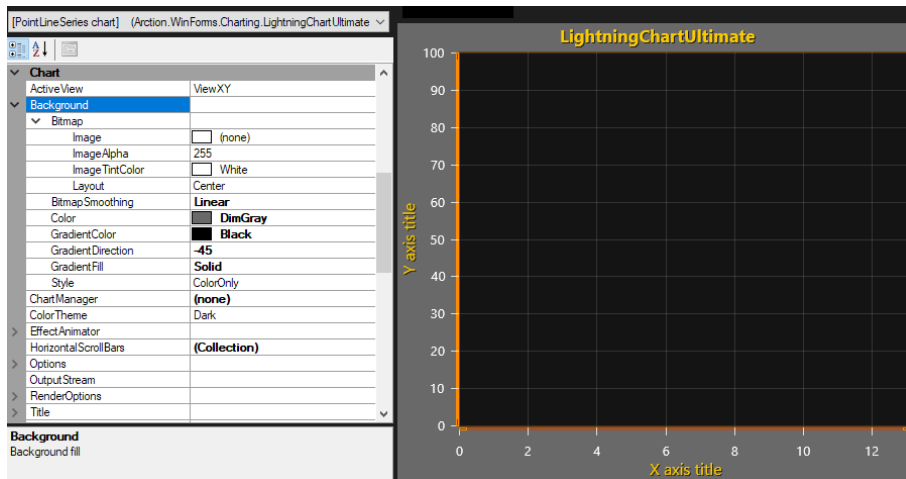 [PointLineSeries chart] (Arction.WinForms.Charting.LightningChartUltimate
Chart
ActiveView ViewXY
Background
Bitmap
Image (none)
ImageAlpha 255
ImageTintColor White
Layout Center
BitmapSmoothing Linear
Color DimGray
GradientColor Black
GradientDirection -45
GradientFill Solid
Style ColorOnly
ChartManager (none)
ColorTheme Dark
EffectAnimator
HorizontalScrollBars (Collection)
Options
OutputStream
RenderOptions
Title
Background
Background fill
LightningChartUltimate
100
90
80
70
60
50
40
30
20
10
0
Y axis title
0 2 4 6 8 10 12
X axis title